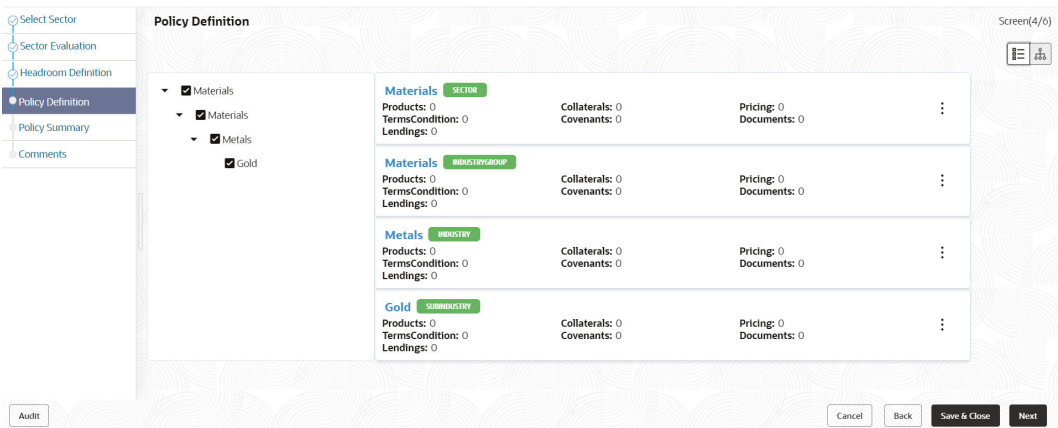 Select Sector
Sector Evaluation
Headroom Definition
Policy Definition
Policy Summary
Comments
Policy Definition
Screen(4/6)
Materials
Materials
Metals
Gold
Materials SECTOR
Products: 0 Collaterals: 0 Pricing: 0
TermsCondition: 0 Covenants: 0 Documents: 0
Lendings: 0
Materials INDUSTRYGROUP
Products: 0 Collaterals: 0 Pricing: 0
TermsCondition: 0 Covenants: 0 Documents: 0
Lendings: 0
Metals INDUSTRY
Products: 0 Collaterals: 0 Pricing: 0
TermsCondition: 0 Covenants: 0 Documents: 0
Lendings: 0
Gold SUBINDUSTRY
Products: 0 Collaterals: 0 Pricing: 0
TermsCondition: 0 Covenants: 0 Documents: 0
Lendings: 0
Audit Cancel Back Save & Close Next